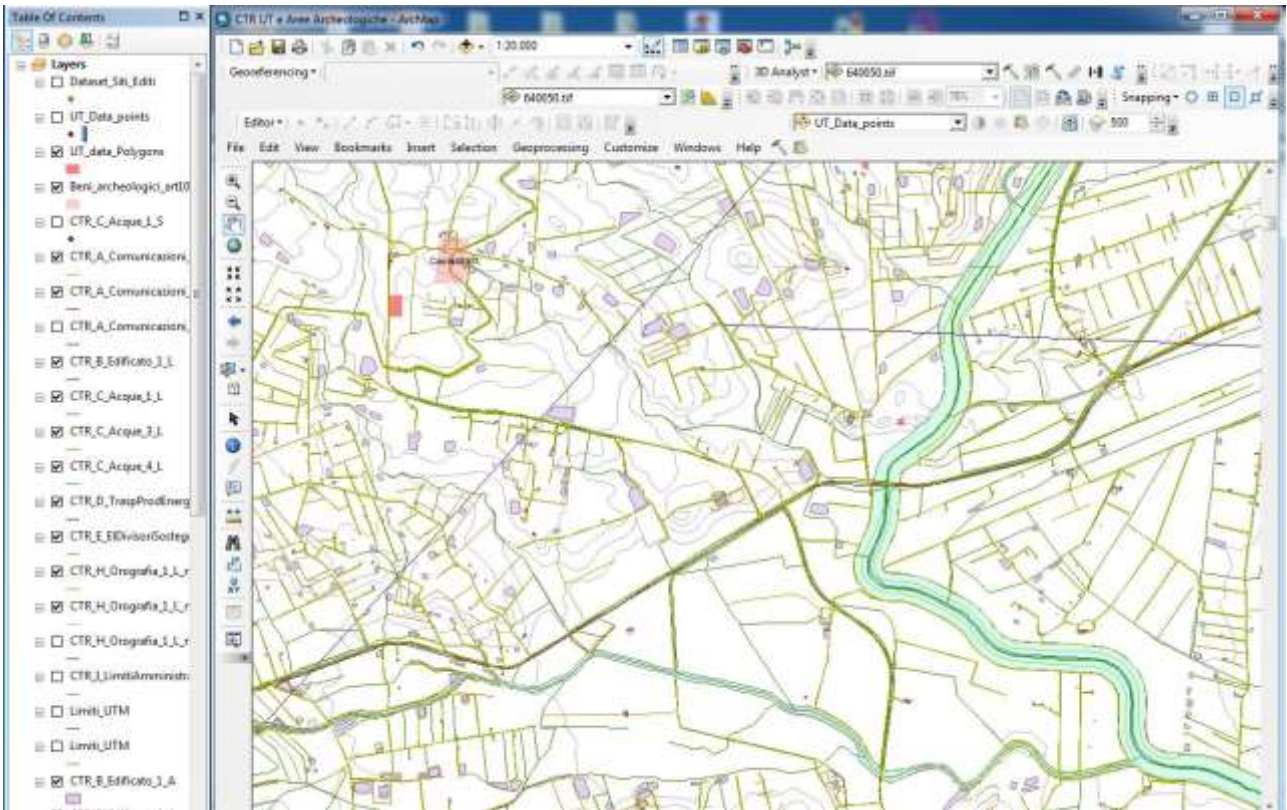 Table Of Contents
Layers
Dataset_Siti_Editi
UT_Data_points
UT_data_Polygons
Beni_archeologici_art10
CTR_C_Acque_1_S
CTR_A_Comunicazioni_
CTR_A_Comunicazioni_
CTR_A_Comunicazioni_
CTR_B_Edificato_1_L
CTR_C_Acque_1_L
CTR_C_Acque_3_L
CTR_C_Acque_4_L
CTR_D_TraspProdEnerg
CTR_E_ElDivisorSosteg
CTR_H_Orografia_1_L_r
CTR_H_Orografia_1_L_r
CTR_H_Orografia_1_L_r
CTR_I_LimitiAmministr
Limiti_UTM
Limiti_UTM
CTR_B_Edificato_1_A
CTR UT e Aree Archeologiche - ArcMap
1:20.000
Georeferencing
3D Analyst
640050.tif
640050.tif
Snapping
Editor
UT_Data_points
500
File Edit View Bookmarks Insert Selection Geoprocessing Customize Windows Help